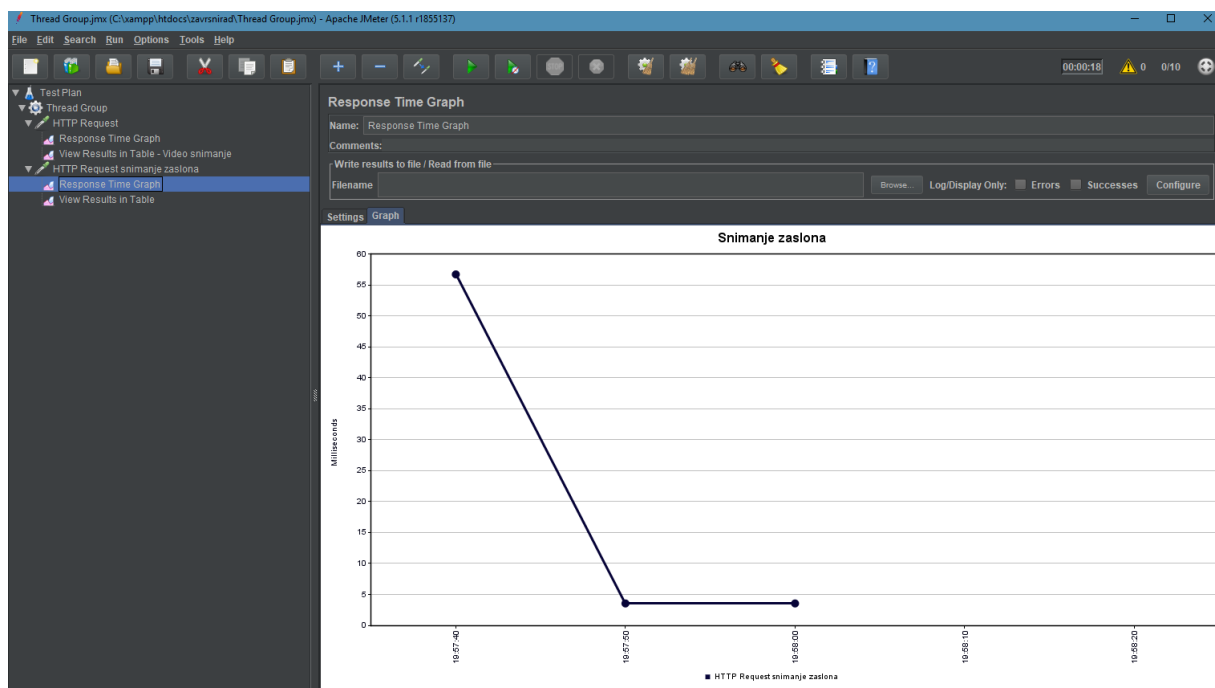 Thread Group.jmx (C:\xampp\htdocs\zavrsnirad\Thread Group.jmx) - Apache JMeter (5.1.1 r1855137)
File Edit Search Run Options Tools Help
00:00:18 0 0/10
Test Plan
Thread Group
HTTP Request
Response Time Graph
View Results in Table - Video snimanje
HTTP Request snimanje zaslona
Response Time Graph
View Results in Table
Response Time Graph
Name: Response Time Graph
Comments:
Write results to file / Read from file
Filename Browse... Log/Display Only: Errors Successes Configure
Settings Graph
Snimanje zaslona
60
55
50
45
40
35
30
25
20
15
10
5
0
Milliseconds
19:57:40 19:57:50 19:58:00 19:58:10 19:58:20
HTTP Request snimanje zaslona